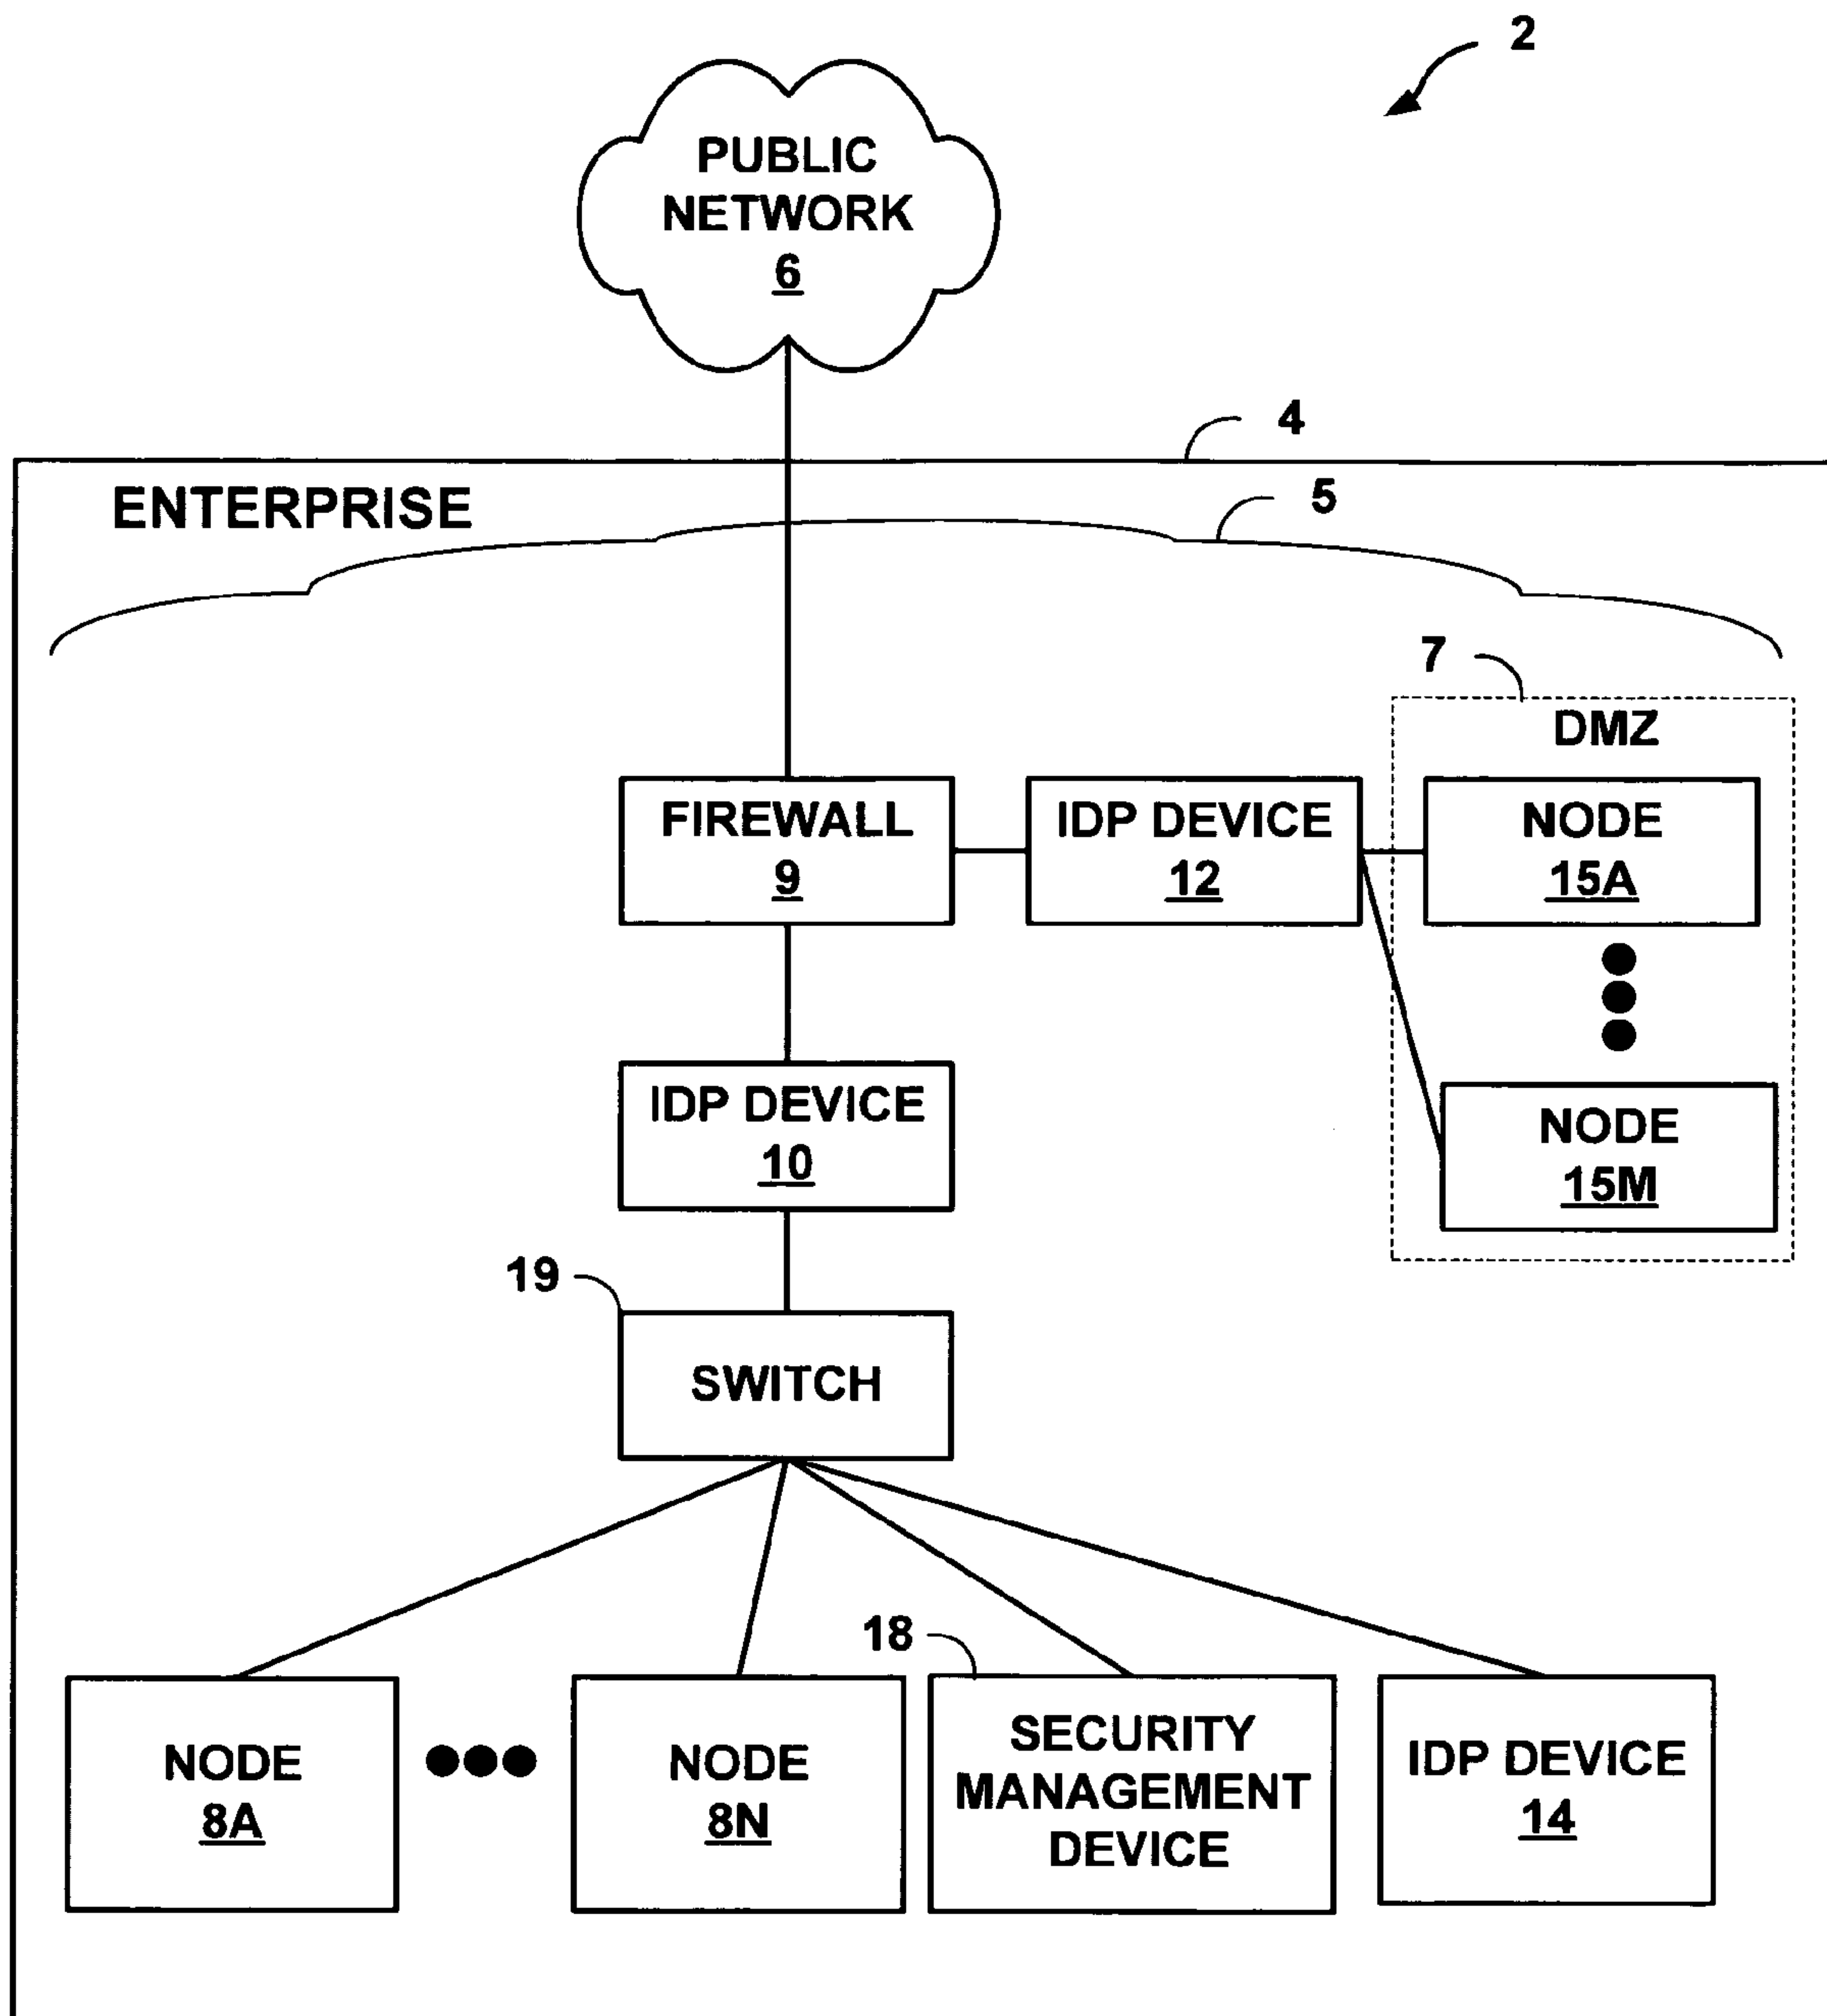 2
PUBLIC
NETWORK
6
4
ENTERPRISE
5
7
DMZ
FIREWALL
9
IDP DEVICE
12
NODE
15A
IDP DEVICE
10
NODE
15M
19
SWITCH
18
NODE
8A
NODE
8N
SECURITY
MANAGEMENT
DEVICE
IDP DEVICE
14